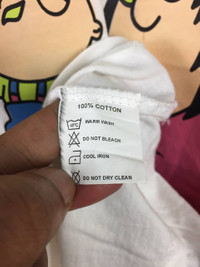 100% COTTON
WARM WASH
DO NOT BLEACH
COOL IRON
DO NOT DRY CLEAN